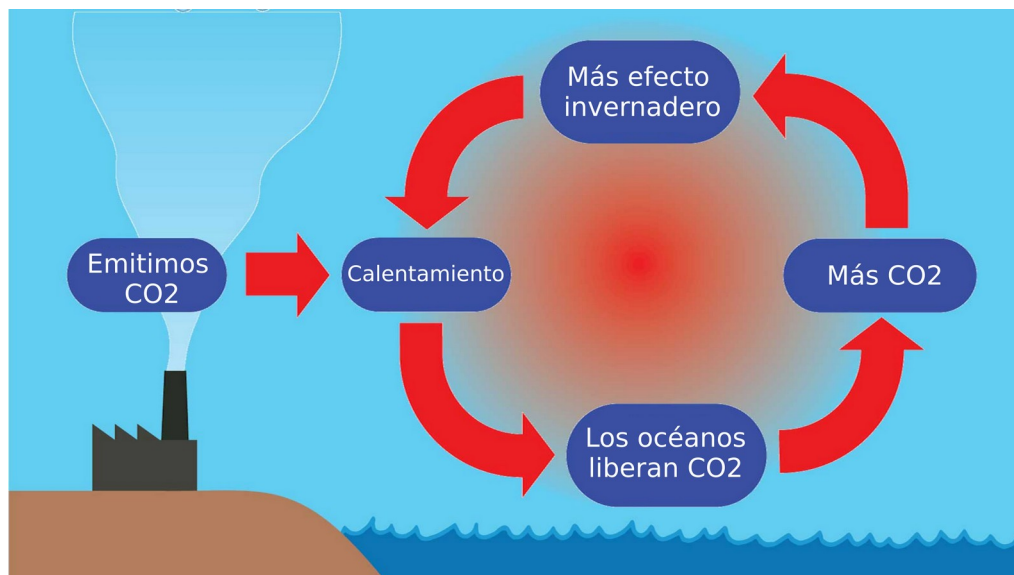 Más efecto
invernadero
Emitimos
CO2
Calentamiento
Más CO2
Los océanos
liberan CO2